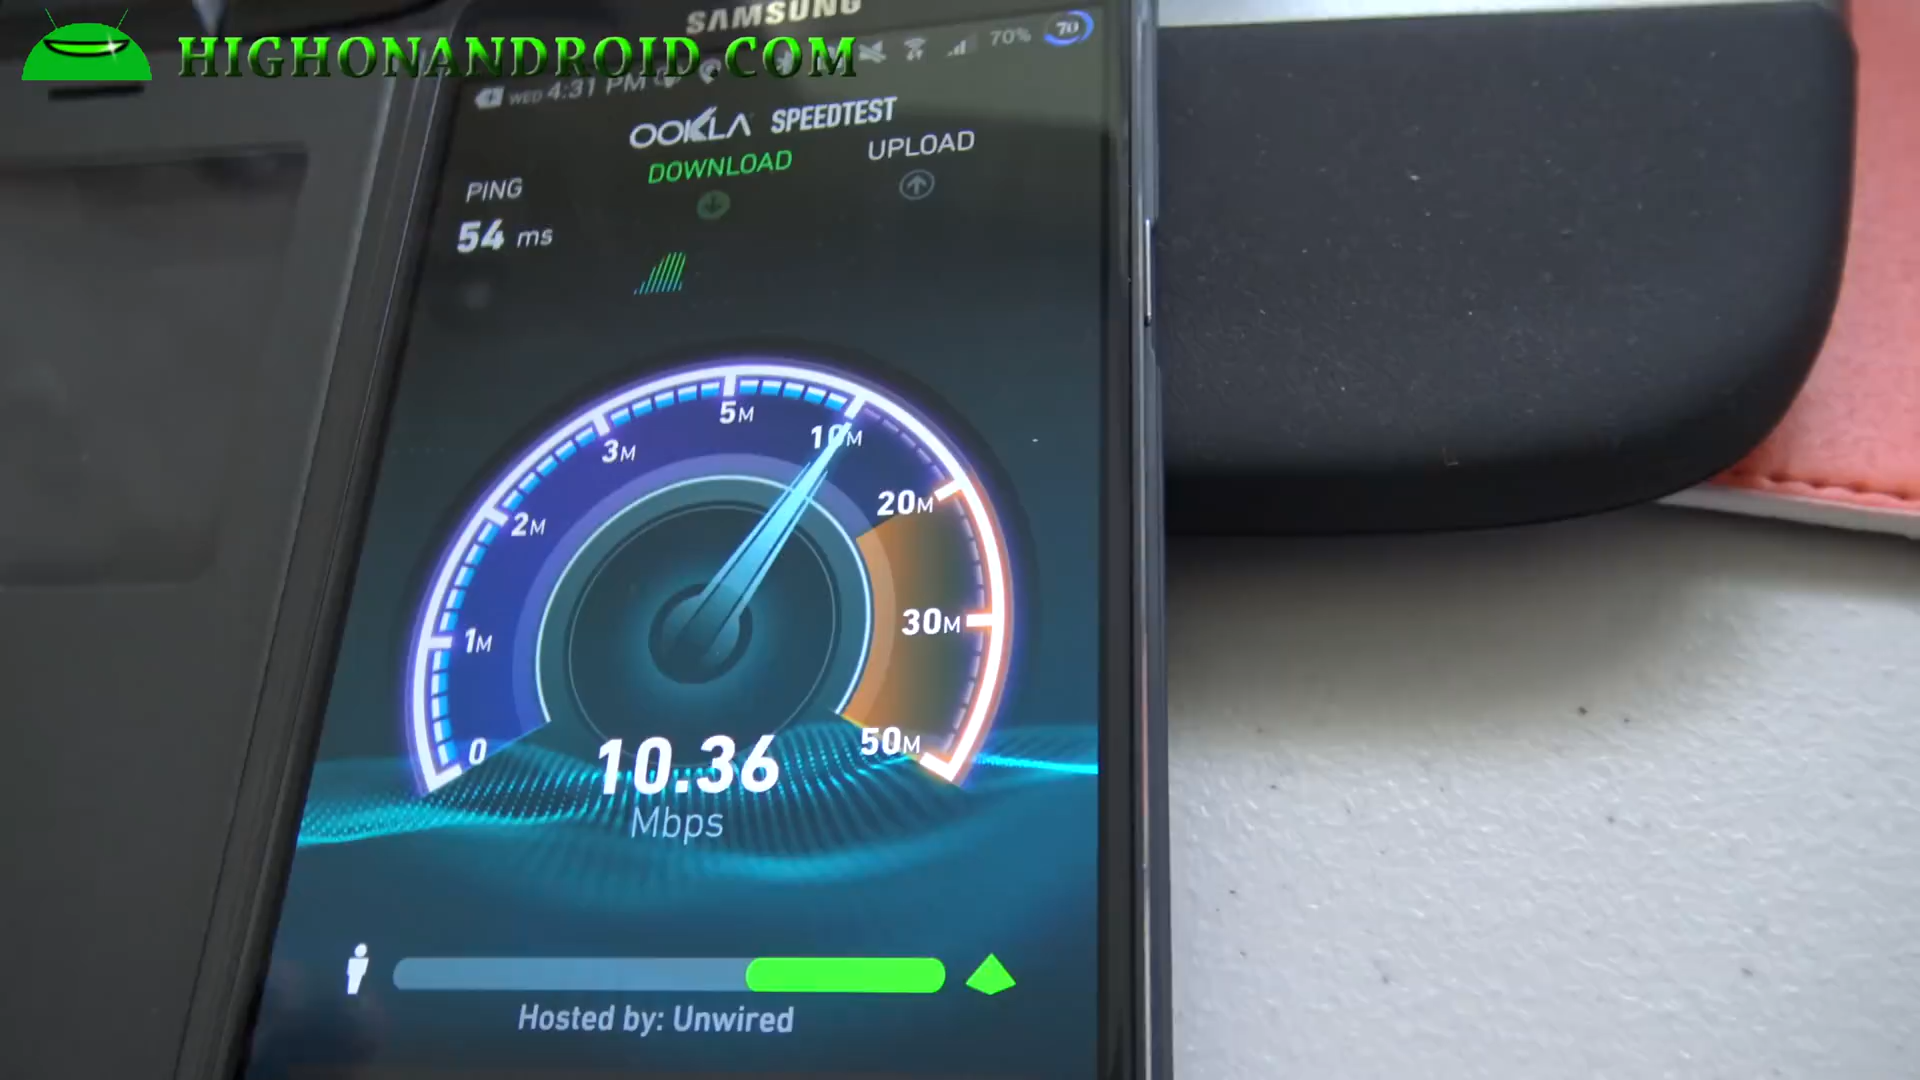 SAMSUNG
HIGHONANDROID.COM
WED 4:31 PM
70%
70
OOKLA SPEEDTEST
DOWNLOAD
UPLOAD
PING
54 ms
5M
10M
3M
20M
2M
30M
1M
50M
0
10.36
Mbps
Hosted by: Unwired